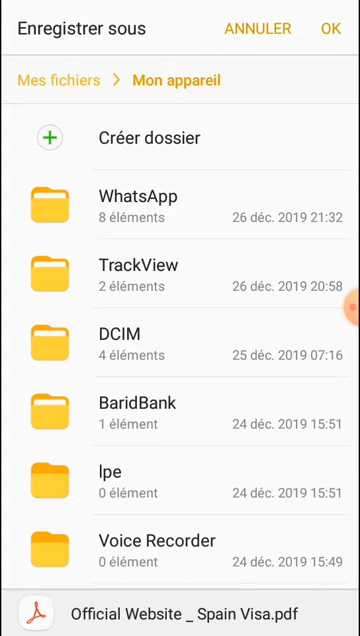 Enregistrer sous ANNULER OK
Mes fichiers > Mon appareil
Créer dossier
WhatsApp
8 éléments 26 déc. 2019 21:32
TrackView
2 éléments 26 déc. 2019 20:58
DCIM
4 éléments 25 déc. 2019 07:16
BaridBank
1 élément 24 déc. 2019 15:51
lpe
0 élément 24 déc. 2019 15:51
Voice Recorder
0 élément 24 déc. 2019 15:49
Official Website _ Spain Visa.pdf